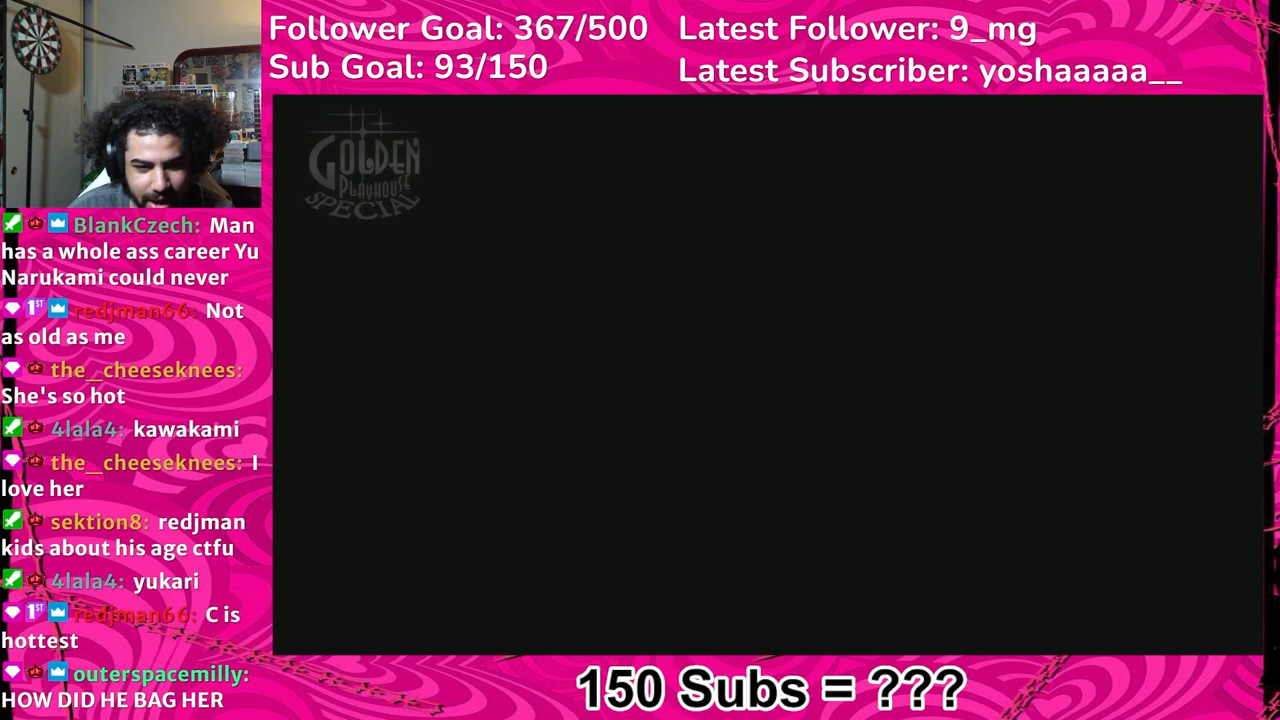 Follower Goal: 367/500
Sub Goal: 93/150
Latest Follower: 9_mg
Latest Subscriber: yoshaaaaa__
GOLDEN
PLAYHOUSE
SPECIAL
BlankCzech: Man
has a whole ass career Yu
Narukami could never
1ST redjman66: Not
as old as me
the__cheeseknees:
She's so hot
4lala4: kawakami
the__cheeseknees: I
love her
sektion8: redjman
kids about his age ctfu
4lala4: yukari
1ST redjman66: C is
hottest
outerspacemilly:
HOW DID HE BAG HER
150 Subs = ???